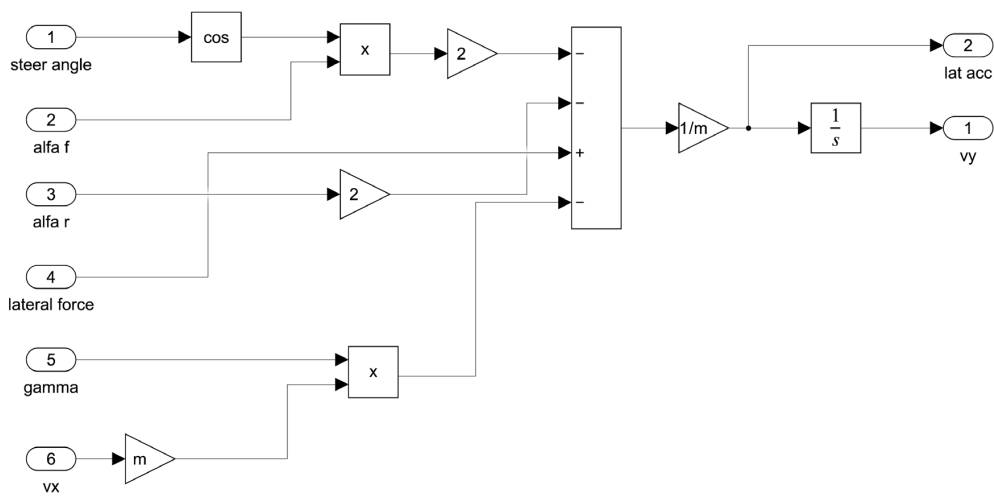 1
steer angle
cos
x
2
−
2
lat acc
2
alfa f
−
1/m
1
s
1
vy
+
3
alfa r
2
−
4
lateral force
5
gamma
x
6
vx
m